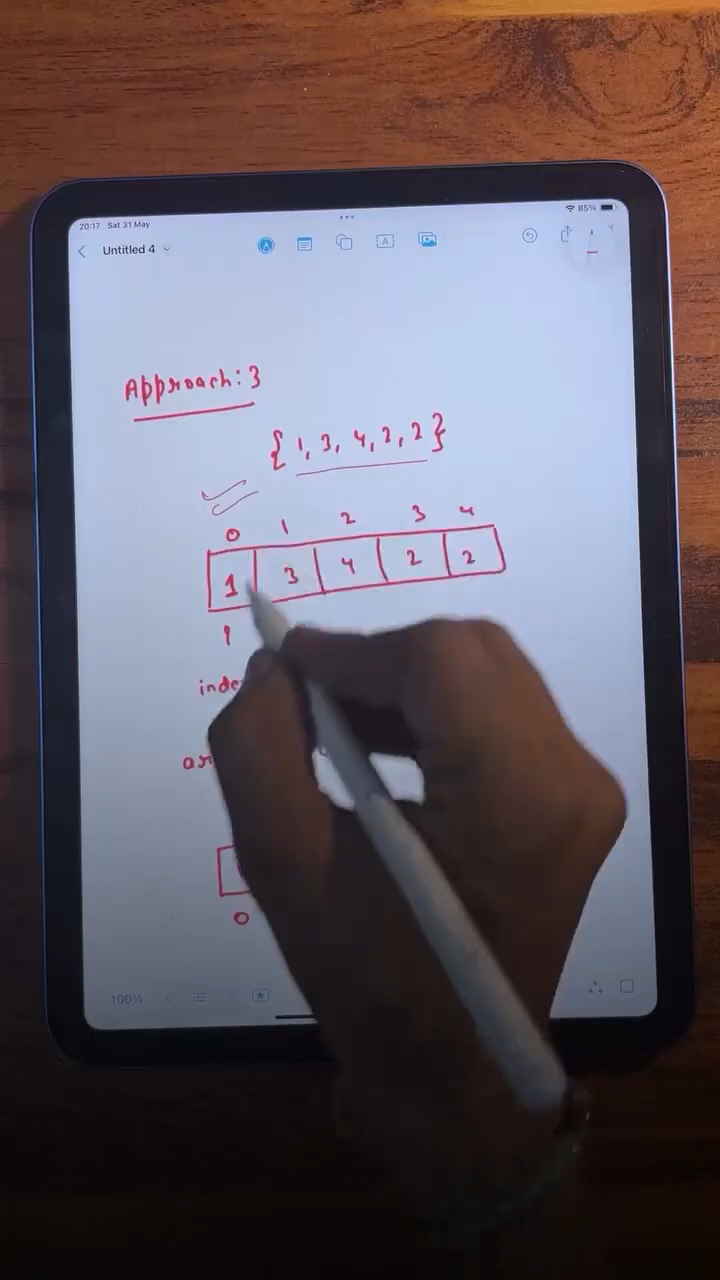 20:17 Sat 31 May
85%
Untitled 4
Approach: 3
{ 1, 3, 4, 2, 2 }
0 1 2 3 4
1 3 4 2 2
0
100%